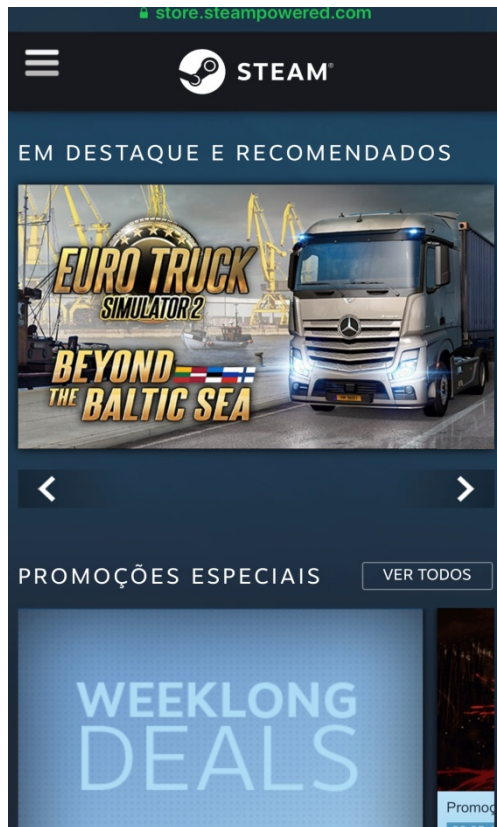 store.steampowered.com
STEAM®
EM DESTAQUE E RECOMENDADOS
EURO TRUCK
SIMULATOR 2
BEYOND
THE BALTIC SEA
PROMOÇÕES ESPECIAIS
VER TODOS
WEEKLONG
DEALS